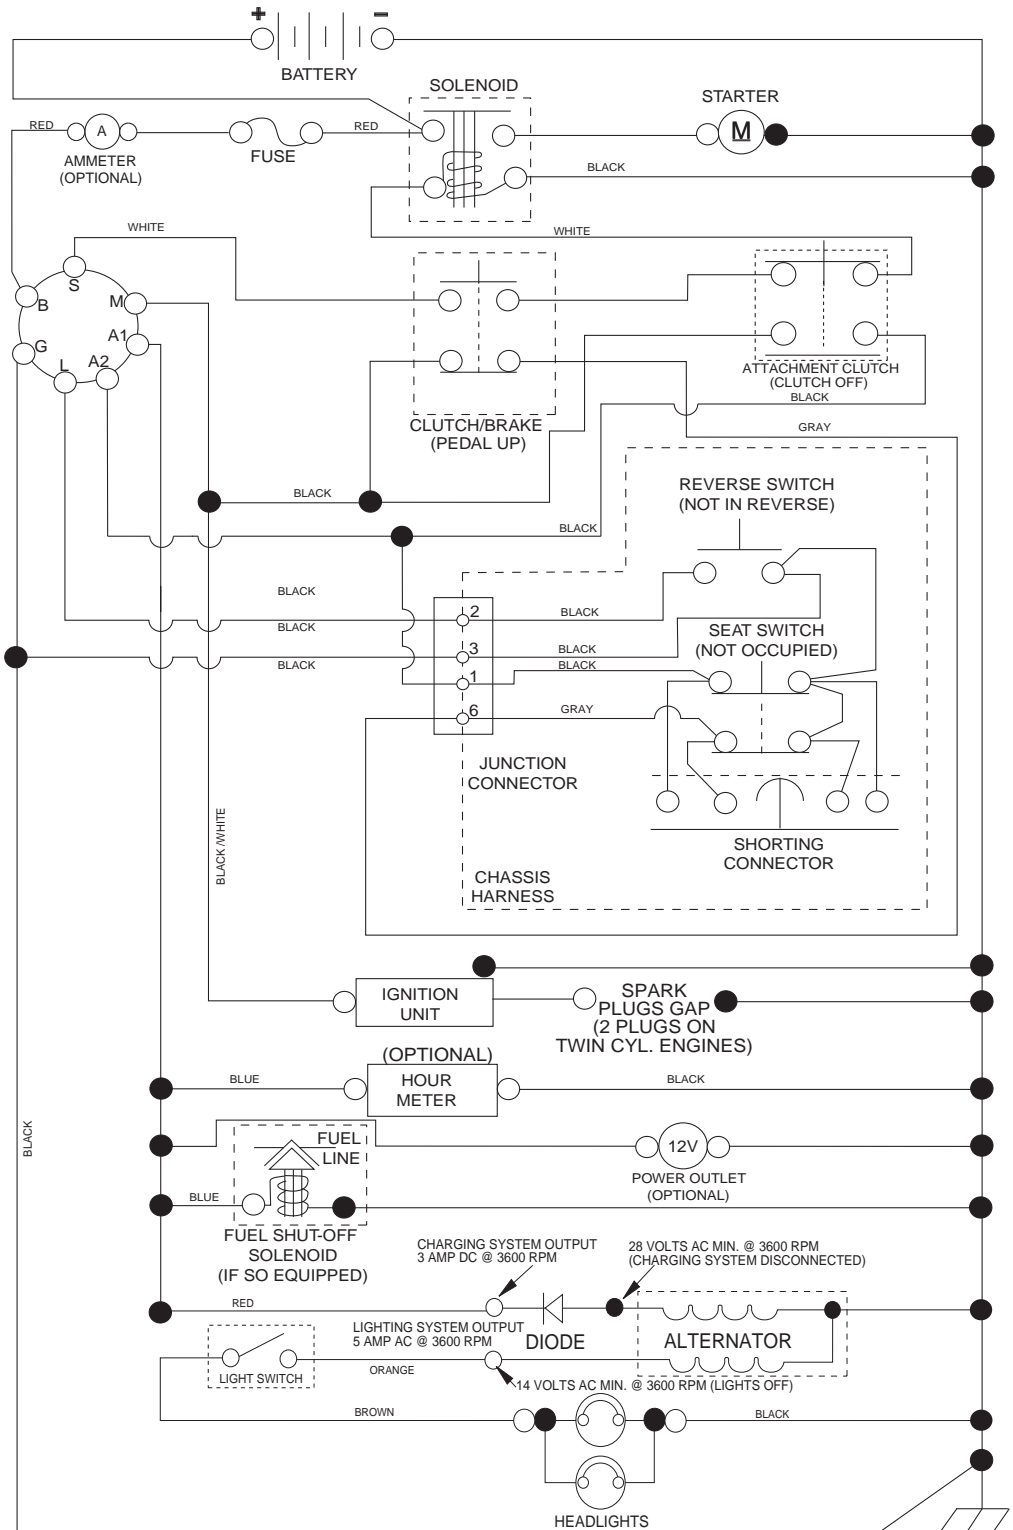 + -
BATTERY
SOLENOID
STARTER
RED
A
AMMETER
(OPTIONAL)
FUSE
RED
M
BLACK
WHITE
WHITE
S
B
M
A1
G
L
A2
CLUTCH/BRAKE
(PEDAL UP)
ATTACHMENT CLUTCH
(CLUTCH OFF)
BLACK
GRAY
REVERSE SWITCH
(NOT IN REVERSE)
BLACK
BLACK
BLACK
2
BLACK
BLACK
SEAT SWITCH
(NOT OCCUPIED)
BLACK
3
BLACK
BLACK
1
6
GRAY
JUNCTION
CONNECTOR
SHORTING
CONNECTOR
CHASSIS
HARNESS
BLACK /WHITE
IGNITION
UNIT
SPARK
PLUGS GAP
(2 PLUGS ON
TWIN CYL. ENGINES)
(OPTIONAL)
BLUE
HOUR
METER
BLACK
BLACK
FUEL
LINE
12V
POWER OUTLET
(OPTIONAL)
BLUE
FUEL SHUT-OFF
SOLENOID
(IF SO EQUIPPED)
CHARGING SYSTEM OUTPUT
3 AMP DC @ 3600 RPM
28 VOLTS AC MIN. @ 3600 RPM
(CHARGING SYSTEM DISCONNECTED)
RED
DIODE
ALTERNATOR
LIGHTING SYSTEM OUTPUT
5 AMP AC @ 3600 RPM
LIGHT SWITCH
ORANGE
14 VOLTS AC MIN. @ 3600 RPM (LIGHTS OFF)
BROWN
BLACK
HEADLIGHTS